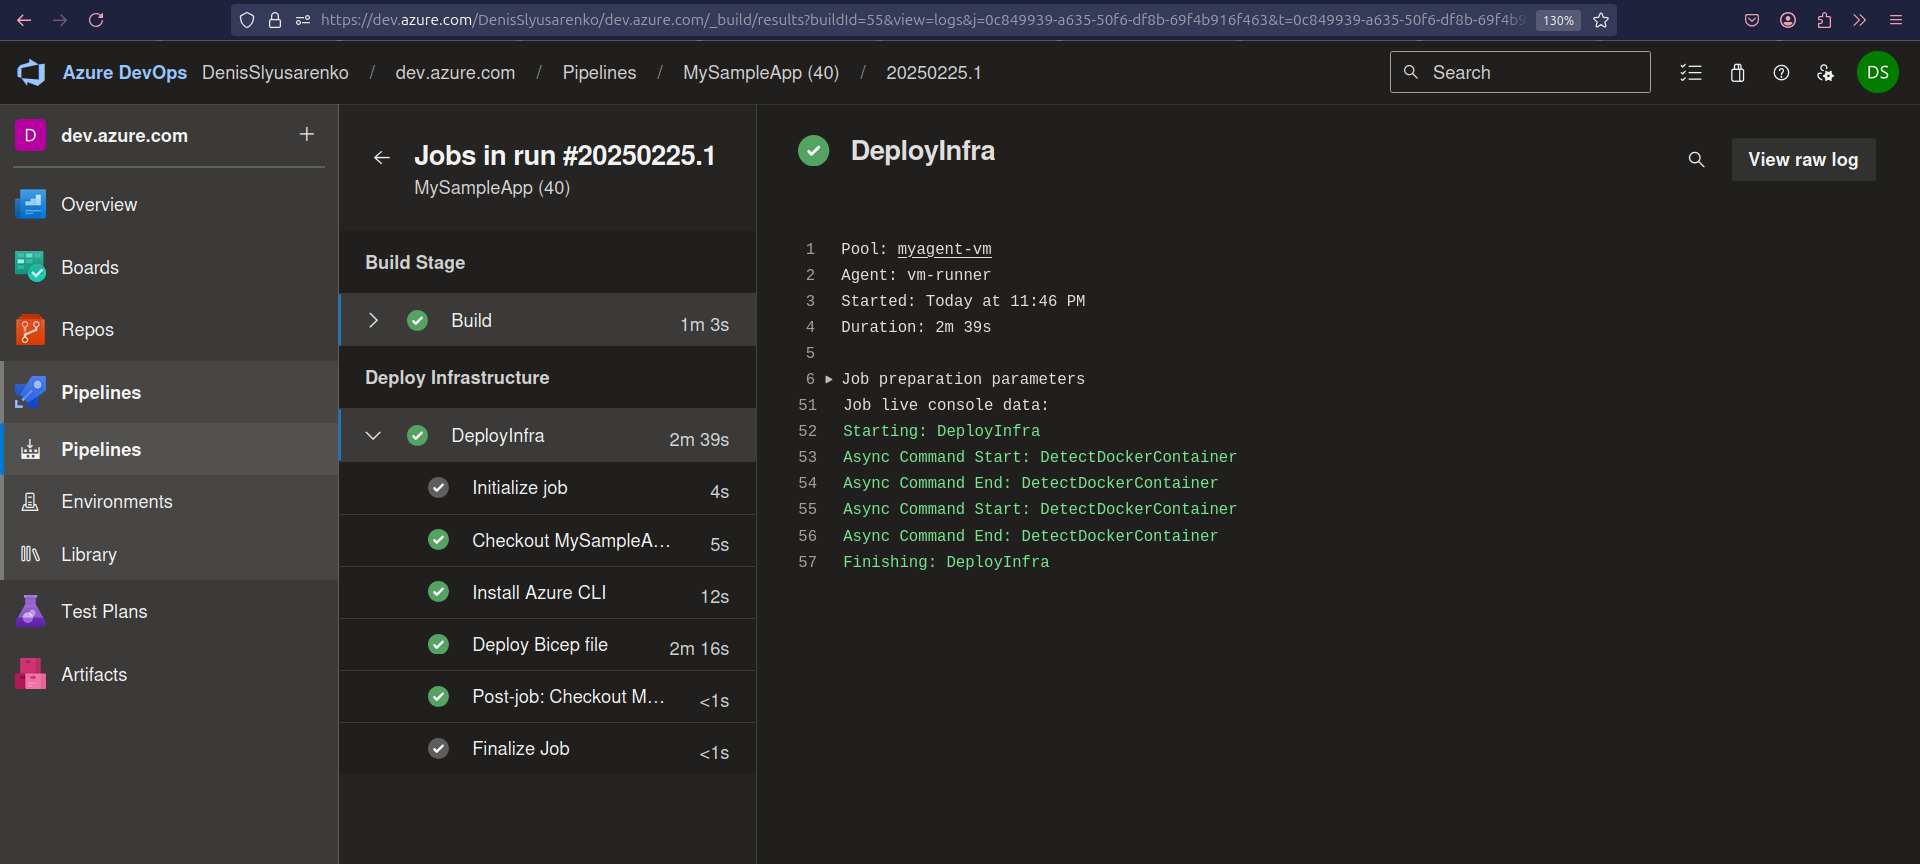 https://dev.azure.com/DenisSlyusarenko/dev.azure.com/_build/results?buildId=55&view=logs&j=0c849939-a635-50f6-df8b-69f4b916f463&t=0c849939-a635-50f6-df8b-69f4b9
130%
Azure DevOps DenisSlyusarenko / dev.azure.com / Pipelines / MySampleApp (40) / 20250225.1
Search
DS
D dev.azure.com
Overview
Boards
Repos
Pipelines
Pipelines
Environments
Library
Test Plans
Artifacts
Jobs in run #20250225.1
MySampleApp (40)
Build Stage
Build 1m 3s
Deploy Infrastructure
DeployInfra 2m 39s
Initialize job 4s
Checkout MySampleA... 5s
Install Azure CLI 12s
Deploy Bicep file 2m 16s
Post-job: Checkout M... <1s
Finalize Job <1s
DeployInfra
View raw log
1 Pool: myagent-vm
2 Agent: vm-runner
3 Started: Today at 11:46 PM
4 Duration: 2m 39s
5
6 Job preparation parameters
51 Job live console data:
52 Starting: DeployInfra
53 Async Command Start: DetectDockerContainer
54 Async Command End: DetectDockerContainer
55 Async Command Start: DetectDockerContainer
56 Async Command End: DetectDockerContainer
57 Finishing: DeployInfra